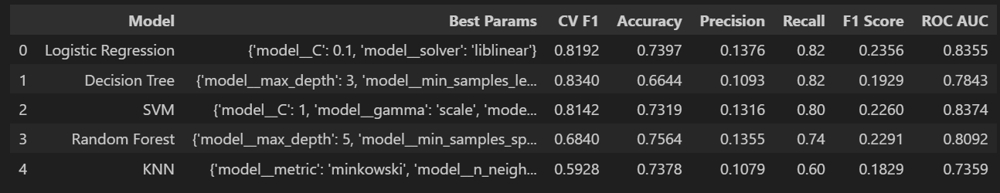 Model Best Params CV F1 Accuracy Precision Recall F1 Score ROC AUC
0 Logistic Regression {'model__C': 0.1, 'model__solver': 'liblinear'} 0.8192 0.7397 0.1376 0.82 0.2356 0.8355
1 Decision Tree {'model__max_depth': 3, 'model__min_samples_le... 0.8340 0.6644 0.1093 0.82 0.1929 0.7843
2 SVM {'model__C': 1, 'model__gamma': 'scale', 'mode... 0.8142 0.7319 0.1316 0.80 0.2260 0.8374
3 Random Forest {'model__max_depth': 5, 'model__min_samples_sp... 0.6840 0.7564 0.1355 0.74 0.2291 0.8092
4 KNN {'model__metric': 'minkowski', 'model__n_neigh... 0.5928 0.7378 0.1079 0.60 0.1829 0.7359